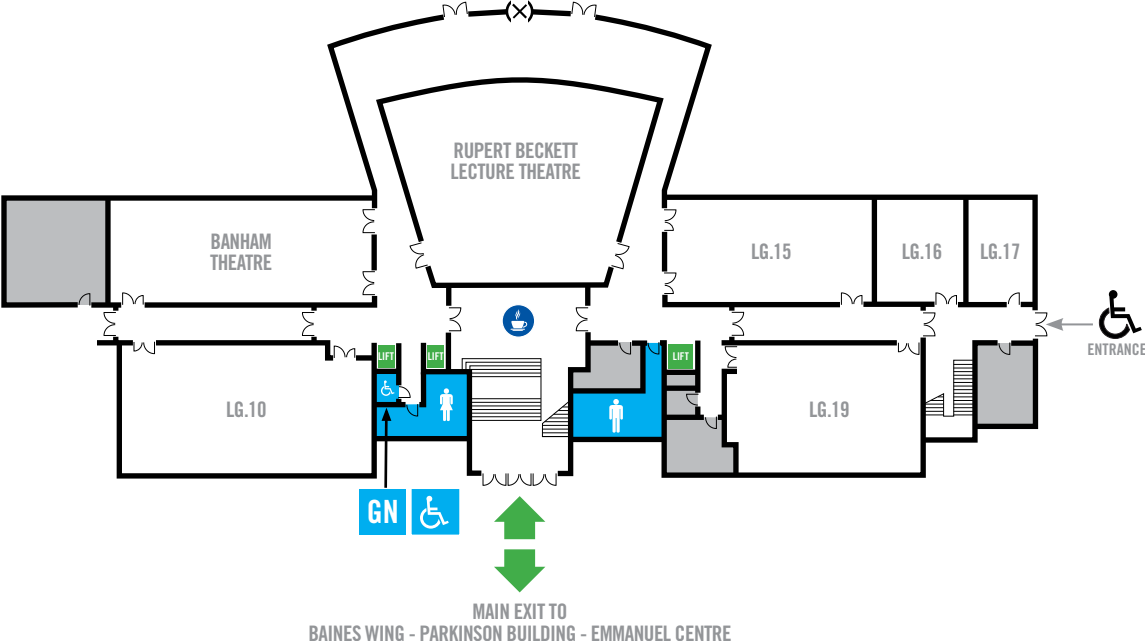 RUPERT BECKETT
LECTURE THEATRE
BANHAM
THEATRE
LG.15
LG.16
LG.17
ENTRANCE
LIFT
LIFT
LIFT
LG.10
LG.19
GN
MAIN EXIT TO
BAINES WING - PARKINSON BUILDING - EMMANUEL CENTRE